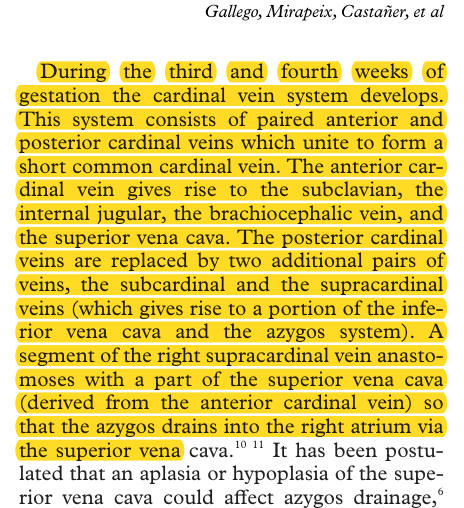 Gallego, Mirapeix, Castañer, et al
During the third and fourth weeks of
gestation the cardinal vein system develops.
This system consists of paired anterior and
posterior cardinal veins which unite to form a
short common cardinal vein. The anterior car-
dinal vein gives rise to the subclavian, the
internal jugular, the brachiocephalic vein, and
the superior vena cava. The posterior cardinal
veins are replaced by two additional pairs of
veins, the subcardinal and the supracardinal
veins (which gives rise to a portion of the infe-
rior vena cava and the azygos system). A
segment of the right supracardinal vein anasto-
moses with a part of the superior vena cava
(derived from the anterior cardinal vein) so
that the azygos drains into the right atrium via
the superior vena cava.10 11 It has been postu-
lated that an aplasia or hypoplasia of the supe-
rior vena cava could affect azygos drainage,6